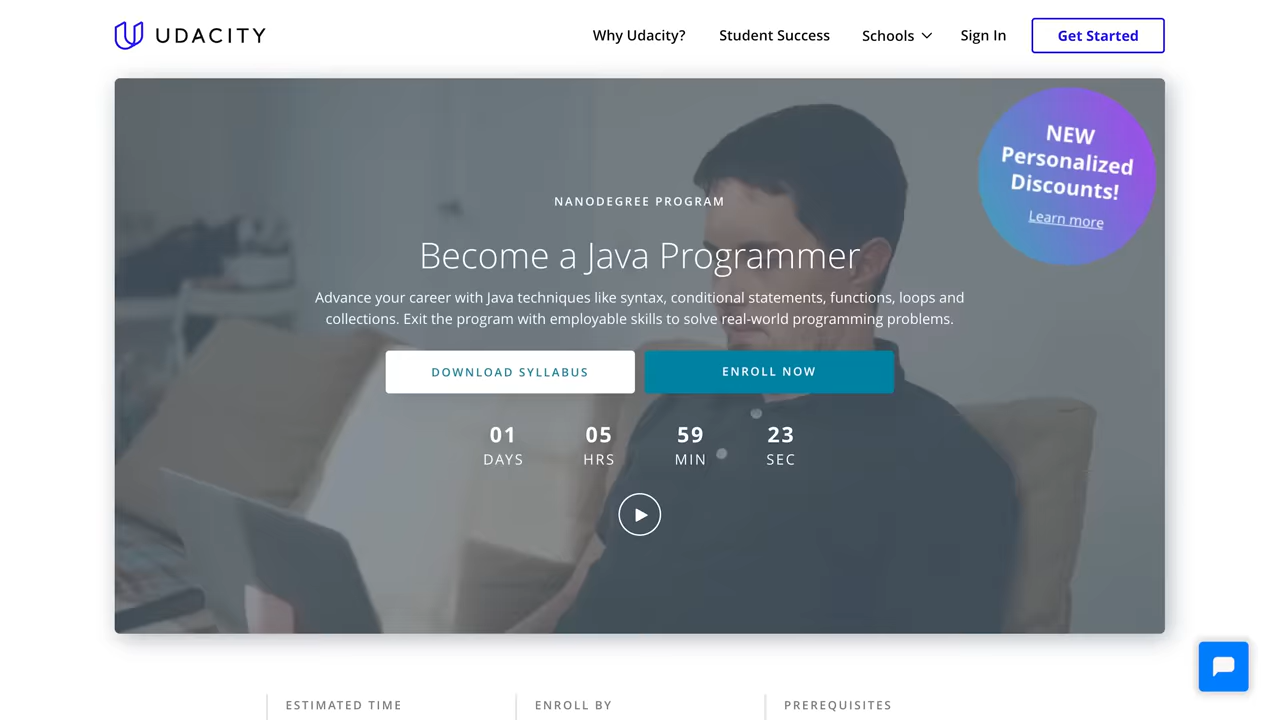 UDACITY
Why Udacity?
Student Success
Schools
Sign In
Get Started
NEW
Personalized
Discounts!
Learn more
NANODEGREE PROGRAM
Become a Java Programmer
Advance your career with Java techniques like syntax, conditional statements, functions, loops and
collections. Exit the program with employable skills to solve real-world programming problems.
DOWNLOAD SYLLABUS
ENROLL NOW
01 05 59 23
DAYS HRS MIN SEC
ESTIMATED TIME
ENROLL BY
PREREQUISITES